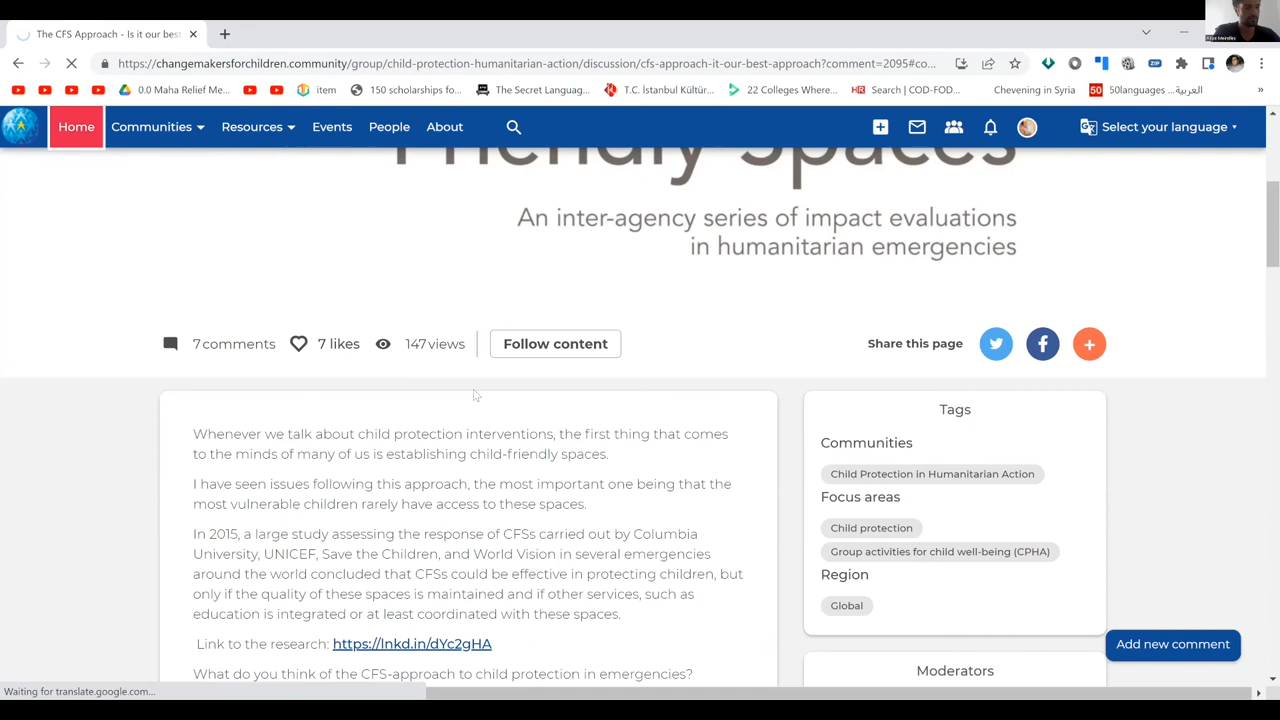 The CFS Approach - Is it our best
https://changemakersforchildren.community/group/child-protection-humanitarian-action/discussion/cfs-approach-it-our-best-approach?comment=2095#co...
0.0 Maha Relief Me...
item
150 scholarships fo...
The Secret Languag...
T.C. İstanbul Kültür...
22 Colleges Where...
Search | COD-FOD...
Chevening in Syria
50 50languages العربية...
»
Home
Communities
Resources
Events
People
About
Select your language
Friendly Spaces
An inter-agency series of impact evaluations
in humanitarian emergencies
7 comments
7 likes
147 views
Follow content
Share this page
Whenever we talk about child protection interventions, the first thing that comes
to the minds of many of us is establishing child-friendly spaces.
I have seen issues following this approach, the most important one being that the
most vulnerable children rarely have access to these spaces.
In 2015, a large study assessing the response of CFSs carried out by Columbia
University, UNICEF, Save the Children, and World Vision in several emergencies
around the world concluded that CFSs could be effective in protecting children, but
only if the quality of these spaces is maintained and if other services, such as
education is integrated or at least coordinated with these spaces.
Link to the research: https://lnkd.in/dYc2gHA
What do you think of the CFS-approach to child protection in emergencies?
Tags
Communities
Child Protection in Humanitarian Action
Focus areas
Child protection
Group activities for child well-being (CPHA)
Region
Global
Add new comment
Moderators
Waiting for translate.google.com...